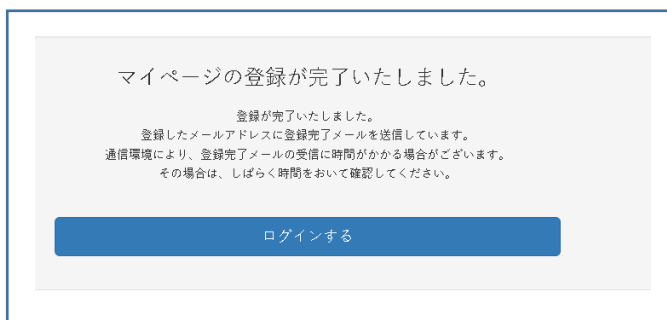 マイページの登録が完了いたしました。
登録が完了いたしました。
登録したメールアドレスに登録完了メールを送信しています。
通信環境により、登録完了メールの受信に時間がかかる場合がございます。
その場合は、しばらく時間をおいて確認してください。
ログインする